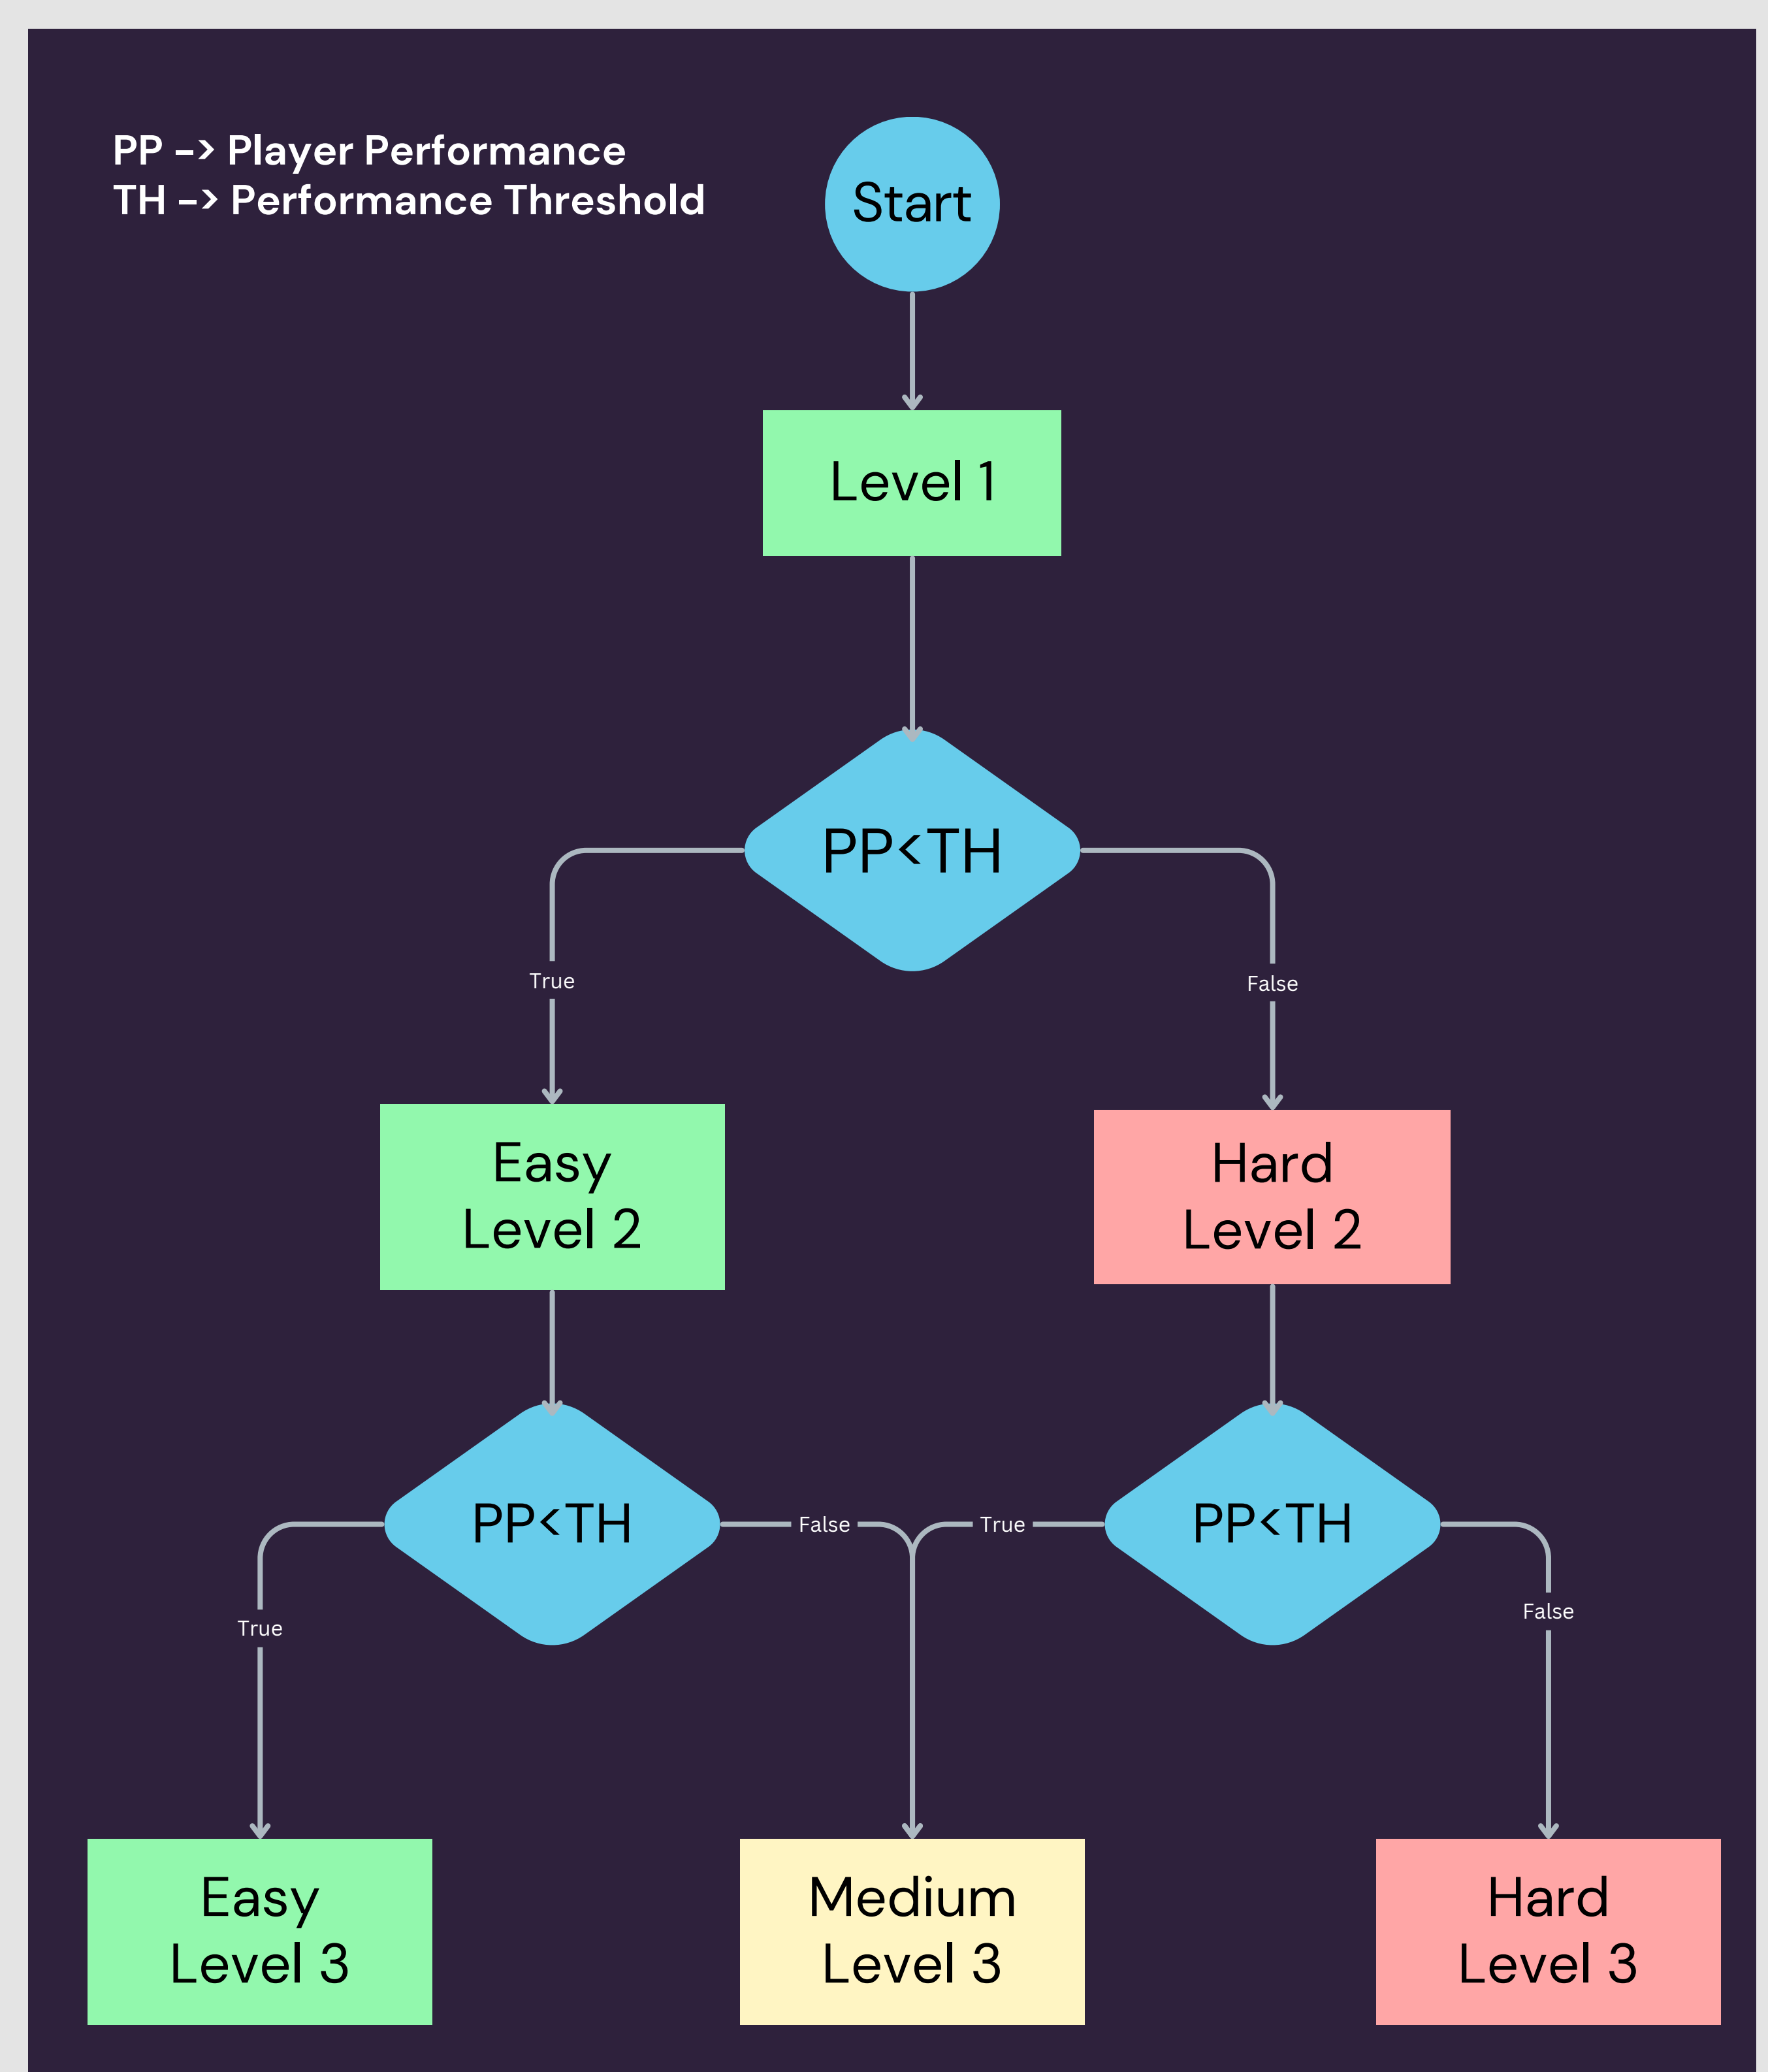 PP -> Player Performance
TH -> Performance Threshold
Start
Level 1
PP<TH
True
False
Easy
Level 2
Hard
Level 2
PP<TH
False
True
PP<TH
True
False
Easy
Level 3
Medium
Level 3
Hard
Level 3